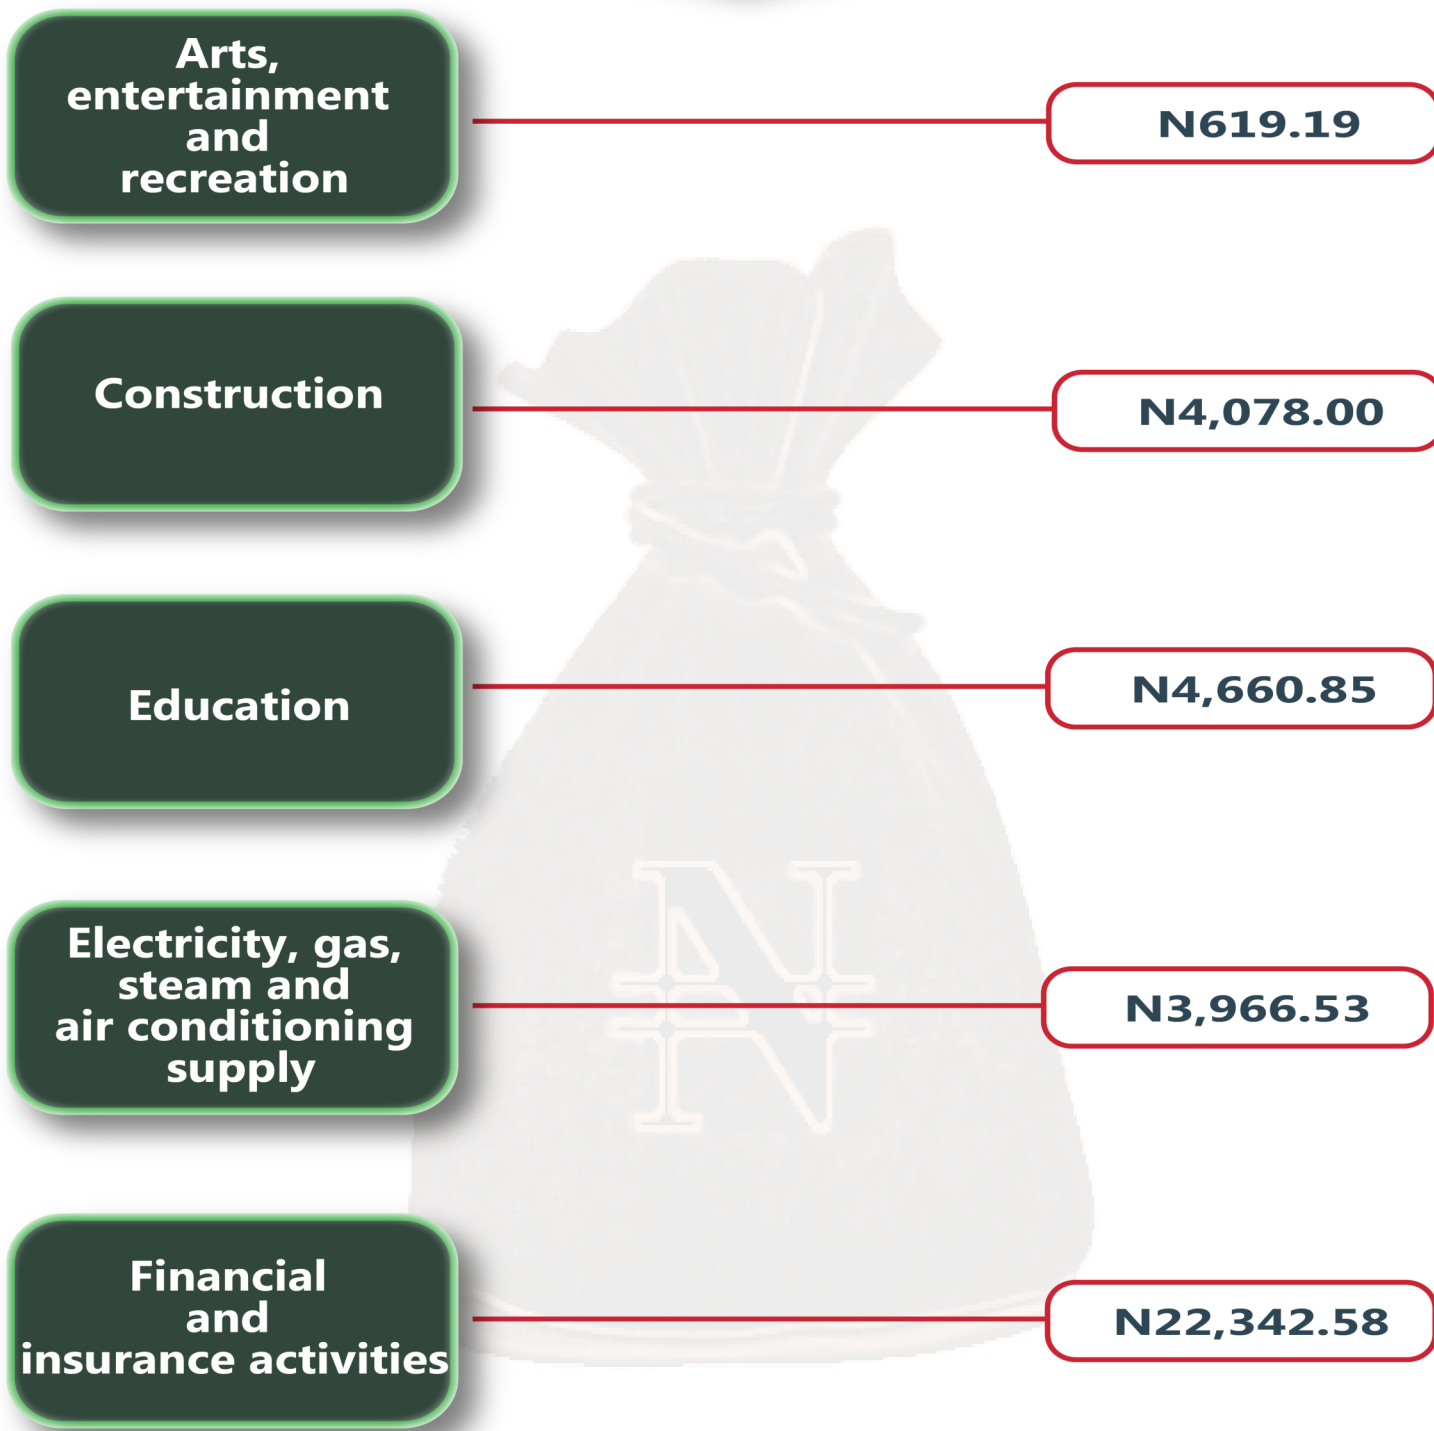 Arts,
entertainment
and
recreation
N619.19
Construction
N4,078.00
Education
N4,660.85
Electricity, gas,
steam and
air conditioning
supply
N3,966.53
Financial
and
insurance activities
N22,342.58
N